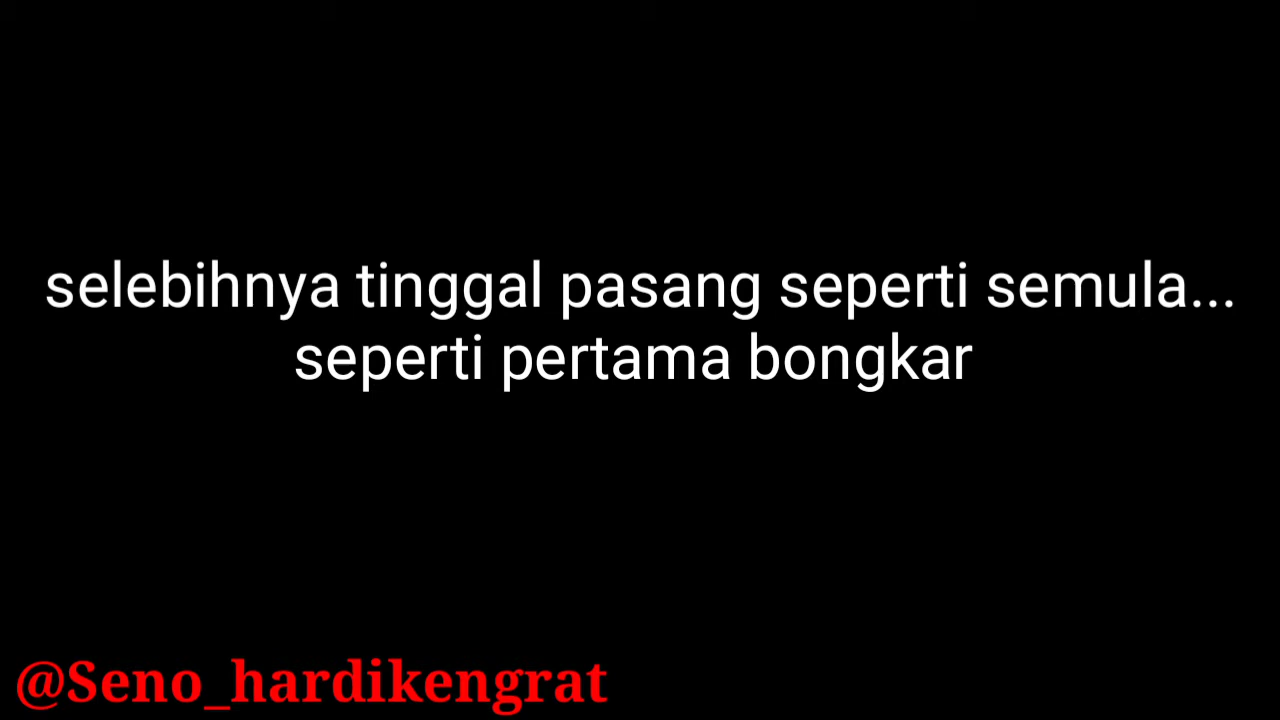 selebihnya tinggal pasang seperti semula...
seperti pertama bongkar
@Seno_hardikengrat